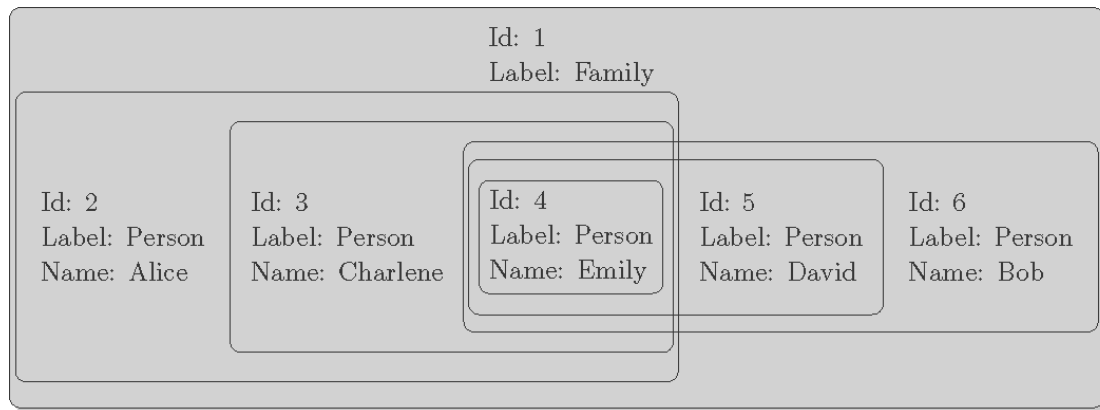 Id: 1
Label: Family
Id: 2
Label: Person
Name: Alice
Id: 3
Label: Person
Name: Charlene
Id: 4
Label: Person
Name: Emily
Id: 5
Label: Person
Name: David
Id: 6
Label: Person
Name: Bob